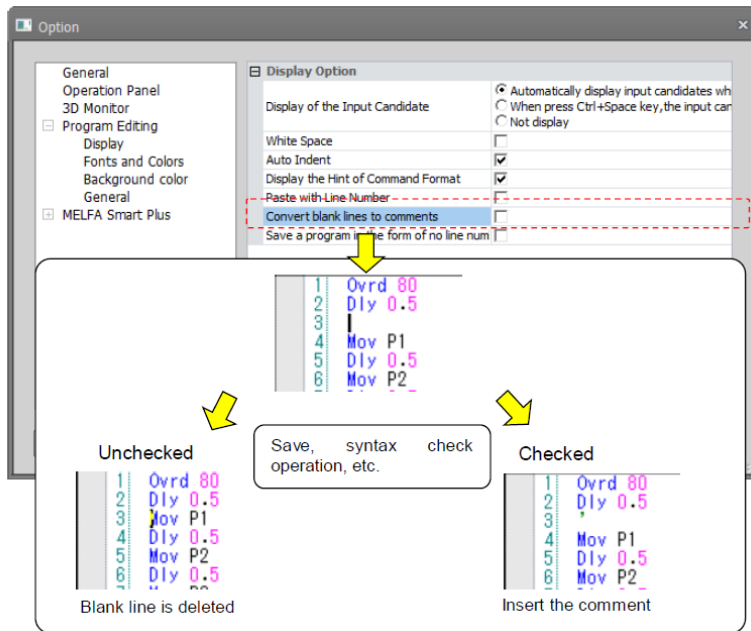 Option
General
Operation Panel
3D Monitor
Program Editing
Display
Fonts and Colors
Background color
General
MELFA Smart Plus
Display Option
Display of the Input Candidate
Automatically display input candidates wh
When press Ctrl+Space key,the input can
Not display
White Space
Auto Indent
Display the Hint of Command Format
Paste with Line Number
Convert blank lines to comments
Save a program in the form of no line num
1 Ovrd 80
2 Dly 0.5
3
4 Mov P1
5 Dly 0.5
6 Mov P2
Save, syntax check
operation, etc.
Unchecked
1 Ovrd 80
2 Dly 0.5
3 Mov P1
4 Dly 0.5
5 Mov P2
6 Dly 0.5
Blank line is deleted
Checked
1 Ovrd 80
2 Dly 0.5
3 '
4 Mov P1
5 Dly 0.5
6 Mov P2
Insert the comment